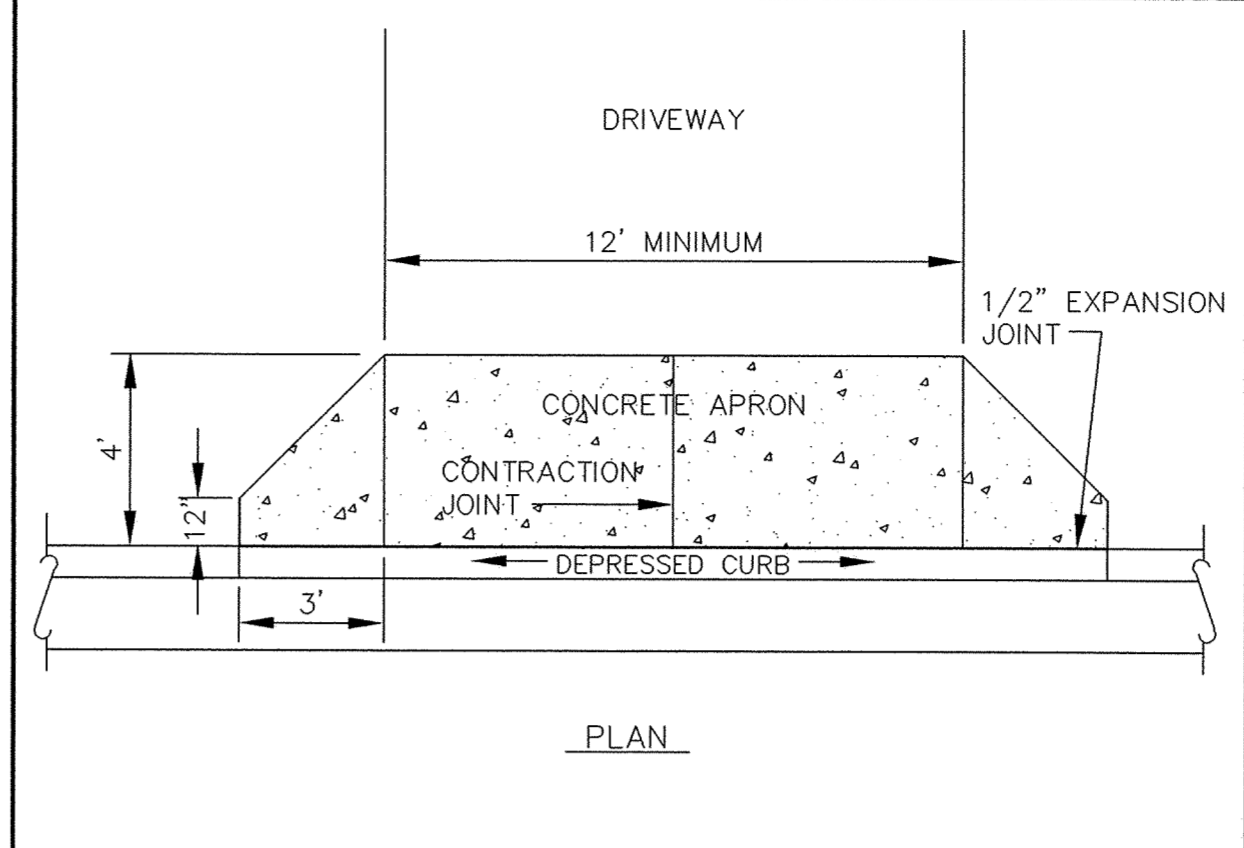 DRIVEWAY
12' MINIMUM
1/2" EXPANSION
JOINT
4'
CONCRETE APRON
CONTRACTION
JOINT
12"
DEPRESSED CURB
3'
PLAN